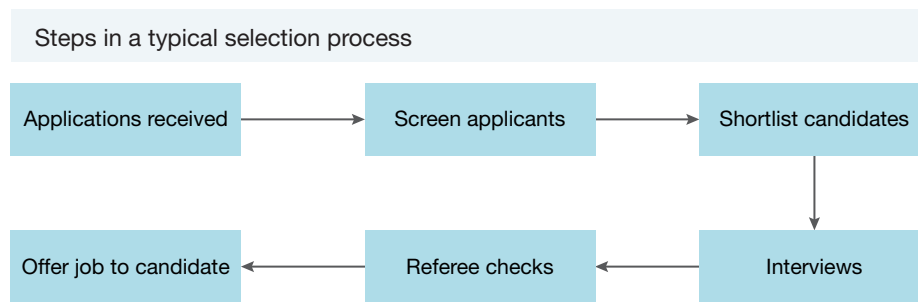 Steps in a typical selection process
Applications received
Screen applicants
Shortlist candidates
Interviews
Referee checks
Offer job to candidate